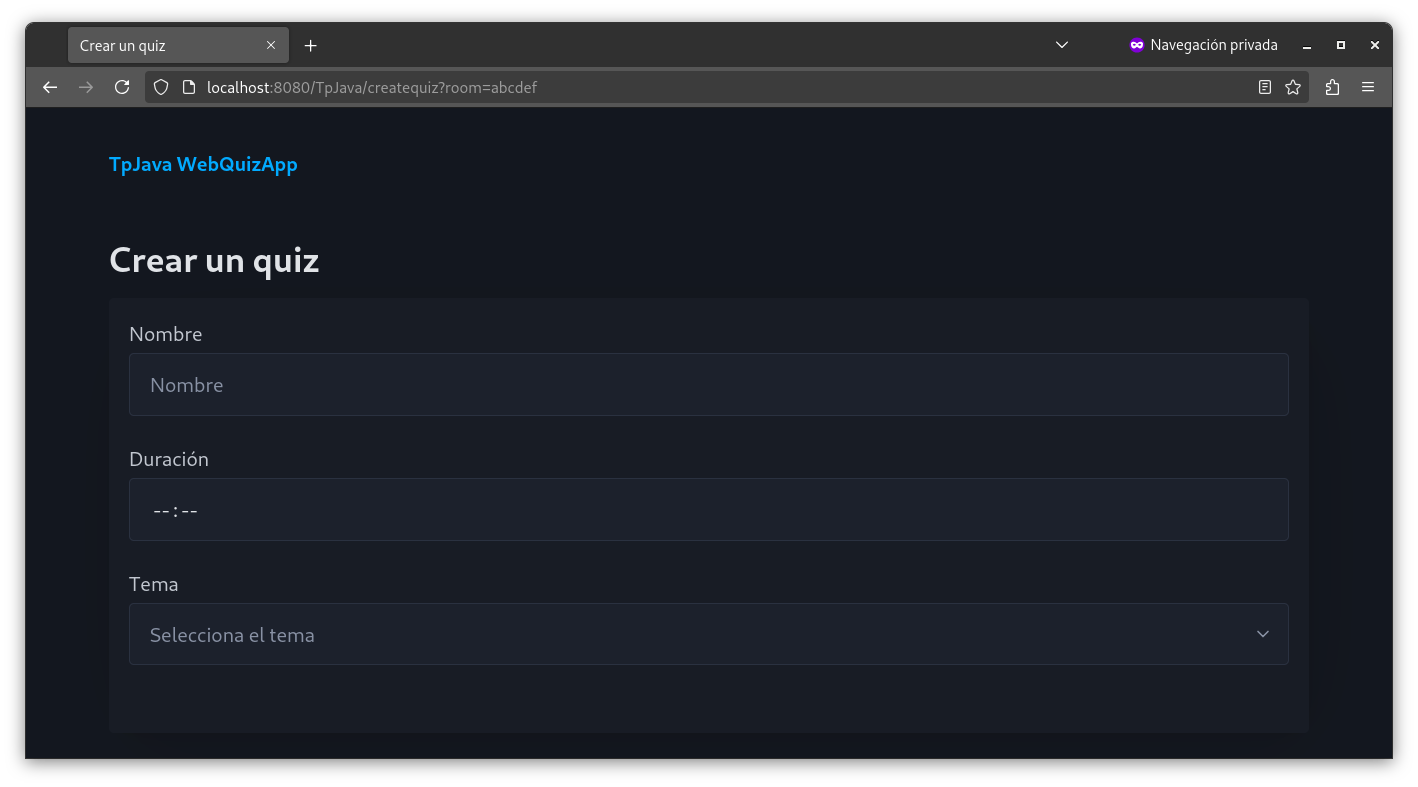 Crear un quiz
Navegación privada
localhost:8080/TpJava/createquiz?room=abcdef
TpJava WebQuizApp
Crear un quiz
Nombre
Nombre
Duración
--:--
Tema
Selecciona el tema